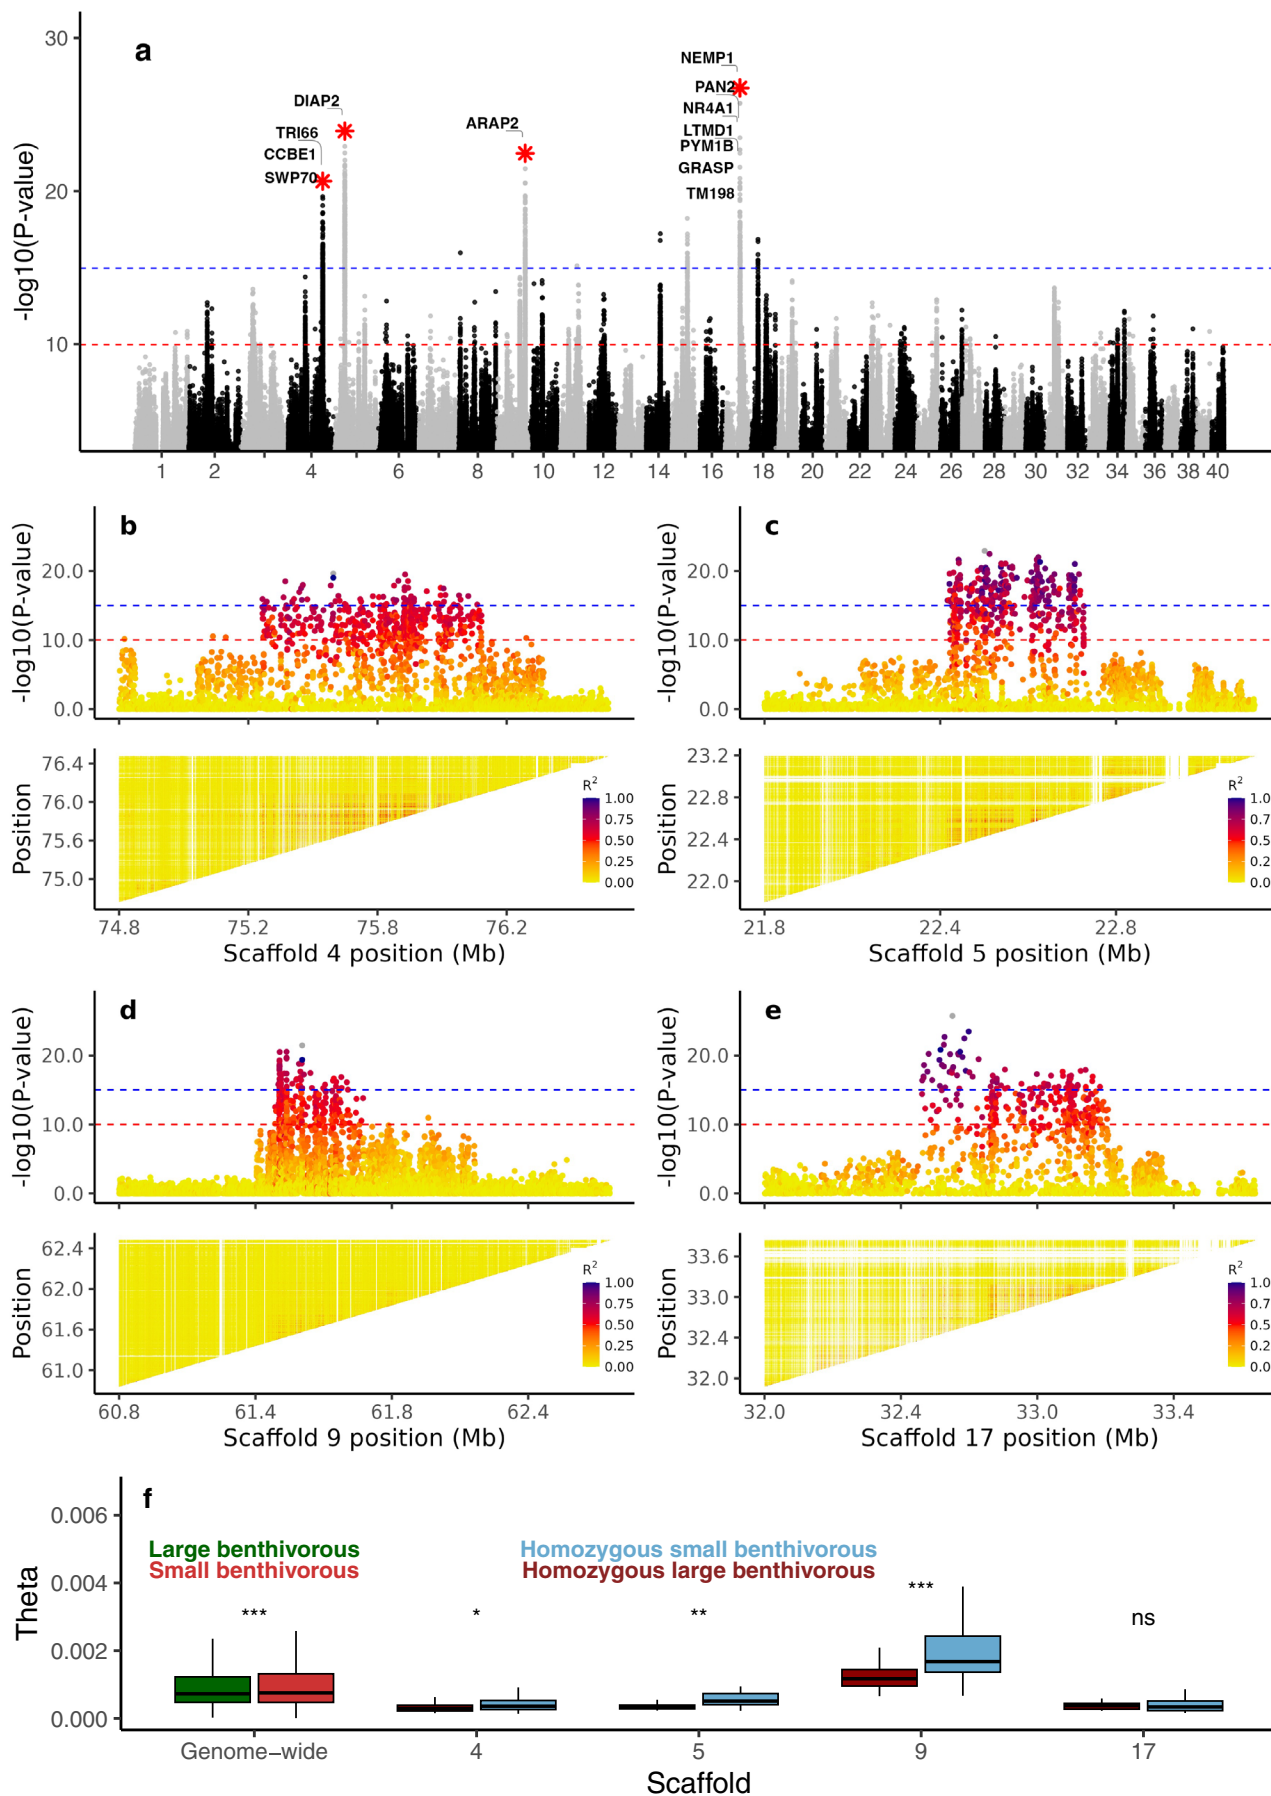 a
30
20
10
-log10(P-value)
DIAP2
TRI66
CCBE1
SWP70
ARAP2
NEMP1
PAN2
NR4A1
LTMD1
PYM1B
GRASP
TM198
1 2 4 6 8 10 12 14 16 18 20 22 24 26 28 30 32 34 36 38 40
b
-log10(P-value)
20.0
10.0
0.0
Position
76.4
76.0
75.6
75.0
R²
1.00
0.75
0.50
0.25
0.00
74.8 75.2 75.8 76.2
Scaffold 4 position (Mb)
c
-log10(P-value)
20.0
10.0
0.0
Position
23.2
22.8
22.4
22.0
R²
1.00
0.75
0.50
0.25
0.00
21.8 22.4 22.8
Scaffold 5 position (Mb)
d
-log10(P-value)
20.0
10.0
0.0
Position
62.4
62.0
61.6
61.0
R²
1.00
0.75
0.50
0.25
0.00
60.8 61.4 61.8 62.4
Scaffold 9 position (Mb)
e
-log10(P-value)
20.0
10.0
0.0
Position
33.6
33.0
32.4
32.0
R²
1.0
0.7
0.5
0.2
0.0
32.0 32.4 33.0 33.4
Scaffold 17 position (Mb)
f
Theta
0.006
0.004
0.002
0.000
Large benthivorous
Small benthivorous
Homozygous small benthivorous
Homozygous large benthivorous
*** * ** *** ns
Genome−wide 4 5 9 17
Scaffold